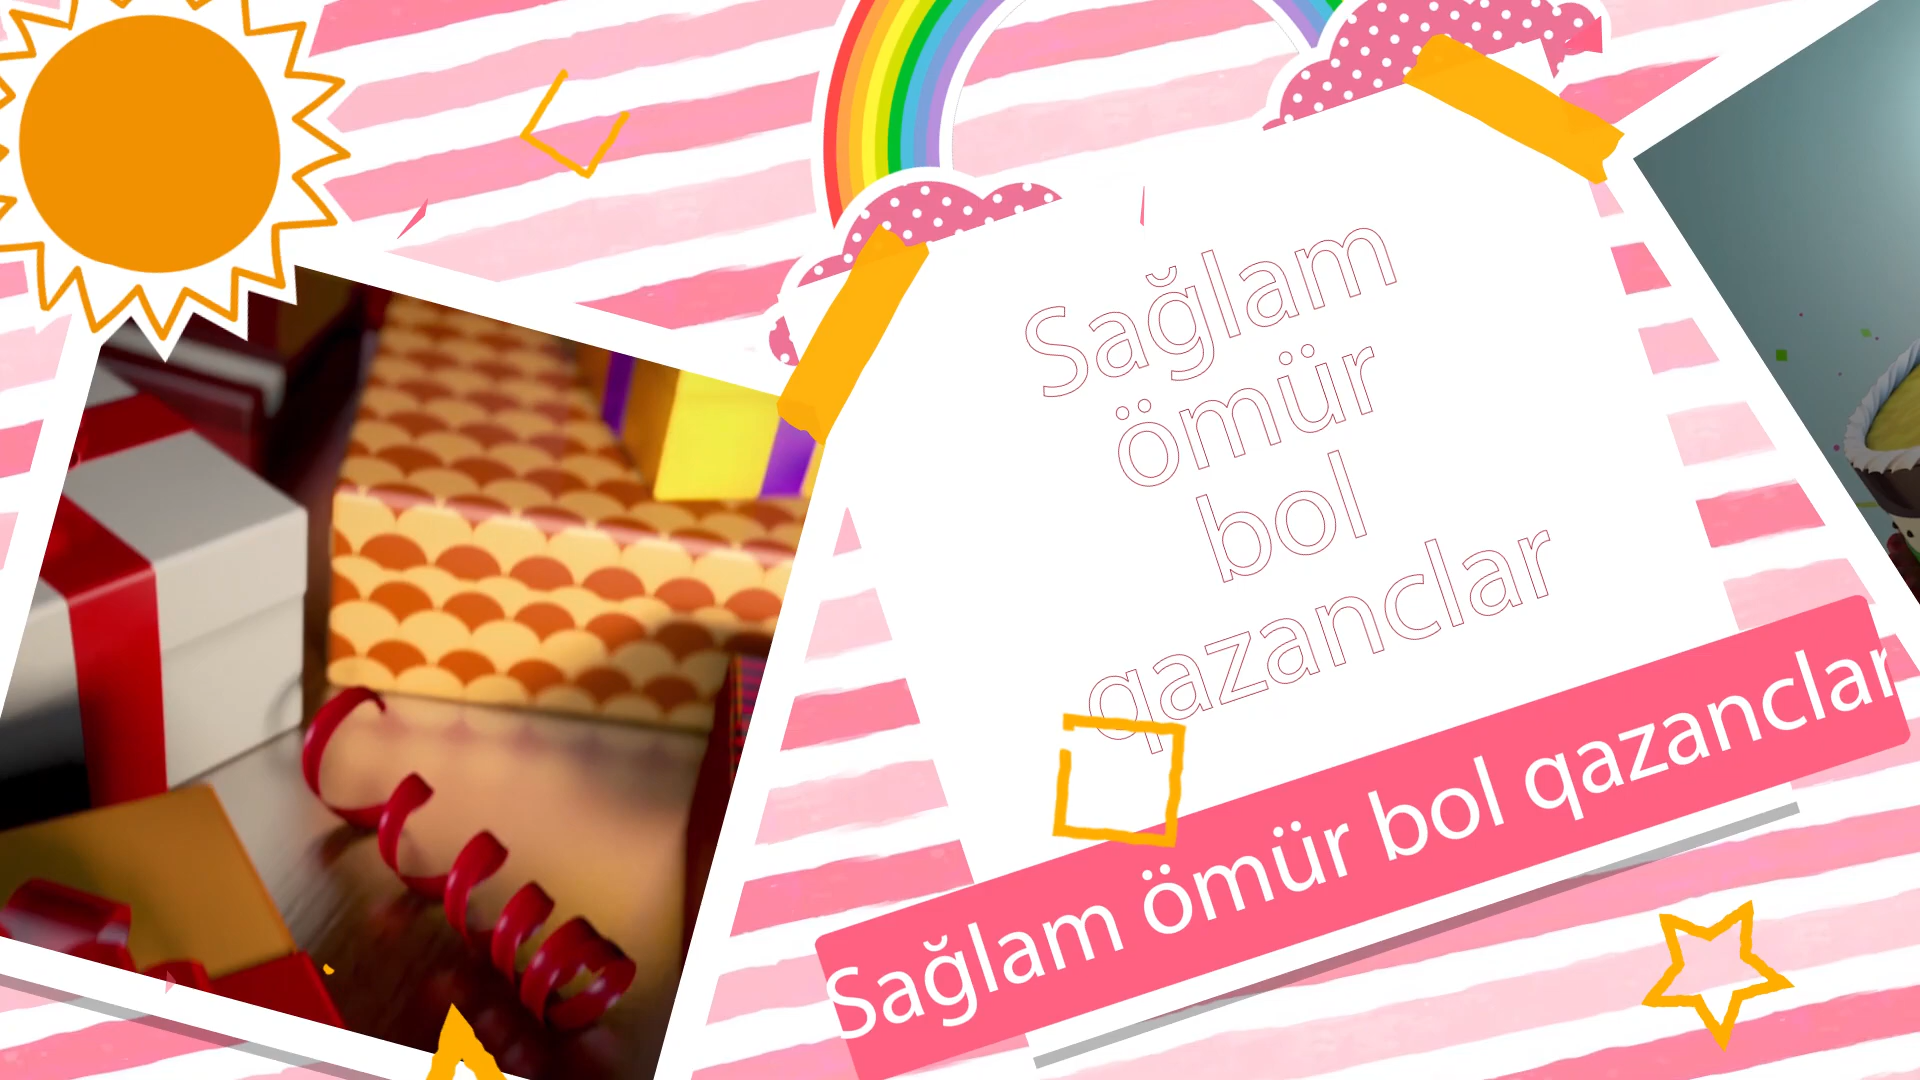 Sağlam
ömür
bol
qazanclar
Sağlam ömür bol qazanclar